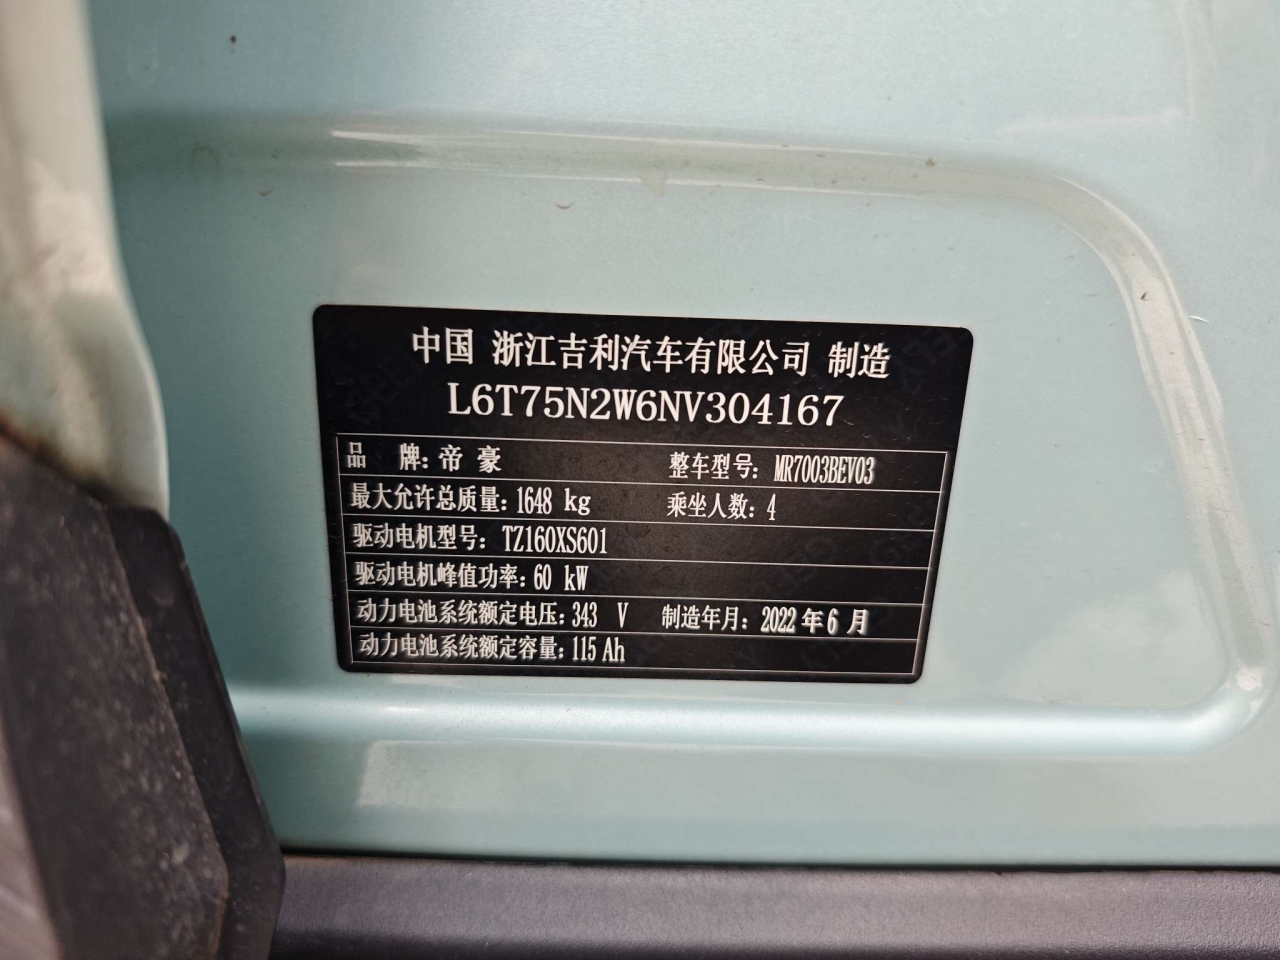 中国 浙江吉利汽车有限公司 制造
L6T75N2W6NV304167
品 牌: 帝豪 整车型号: MR7003BEV03
最大允许总质量: 1648 kg 乘坐人数: 4
驱动电机型号: TZ160XS601
驱动电机峰值功率: 60 kW
动力电池系统额定电压: 343 V 制造年月: 2022年6月
动力电池系统额定容量: 115 Ah